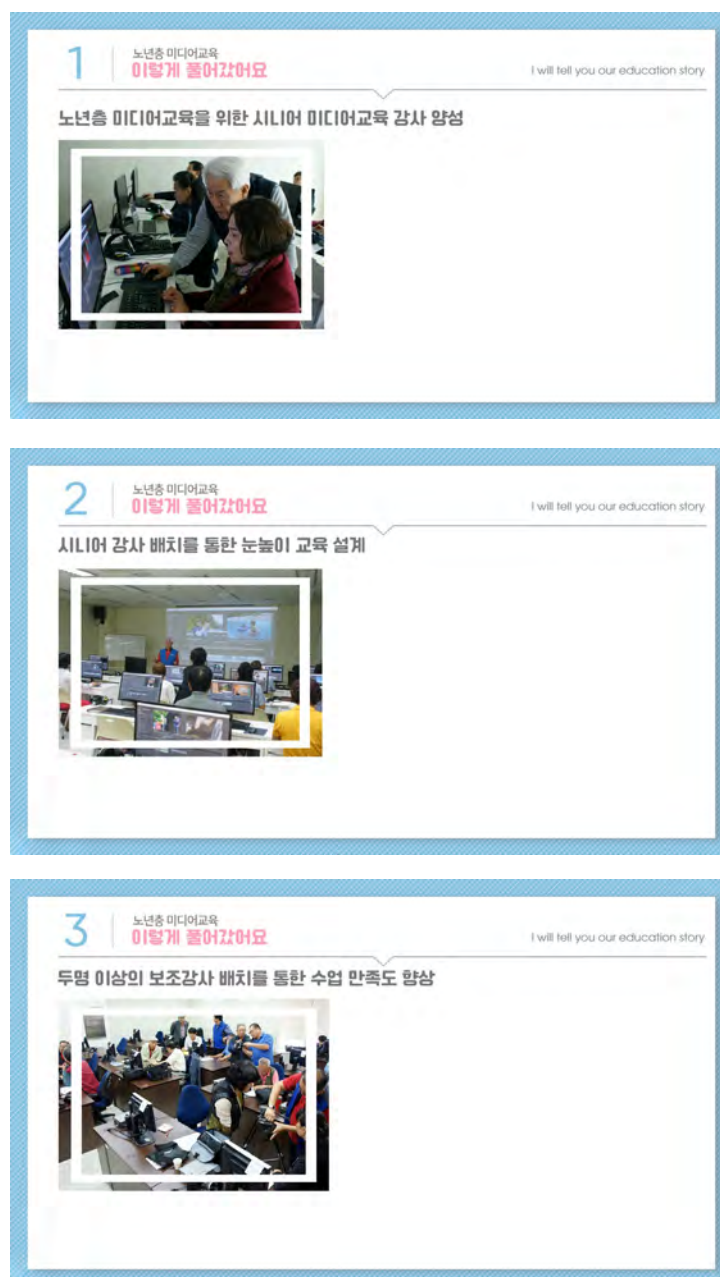 1
노년층 미디어교육
이렇게 풀어갔어요
I will tell you our education story
노년층 미디어교육을 위한 시니어 미디어교육 강사 양성
2
노년층 미디어교육
이렇게 풀어갔어요
I will tell you our education story
시니어 강사 배치를 통한 눈높이 교육 설계
3
노년층 미디어교육
이렇게 풀어갔어요
I will tell you our education story
두명 이상의 보조강사 배치를 통한 수업 만족도 향상